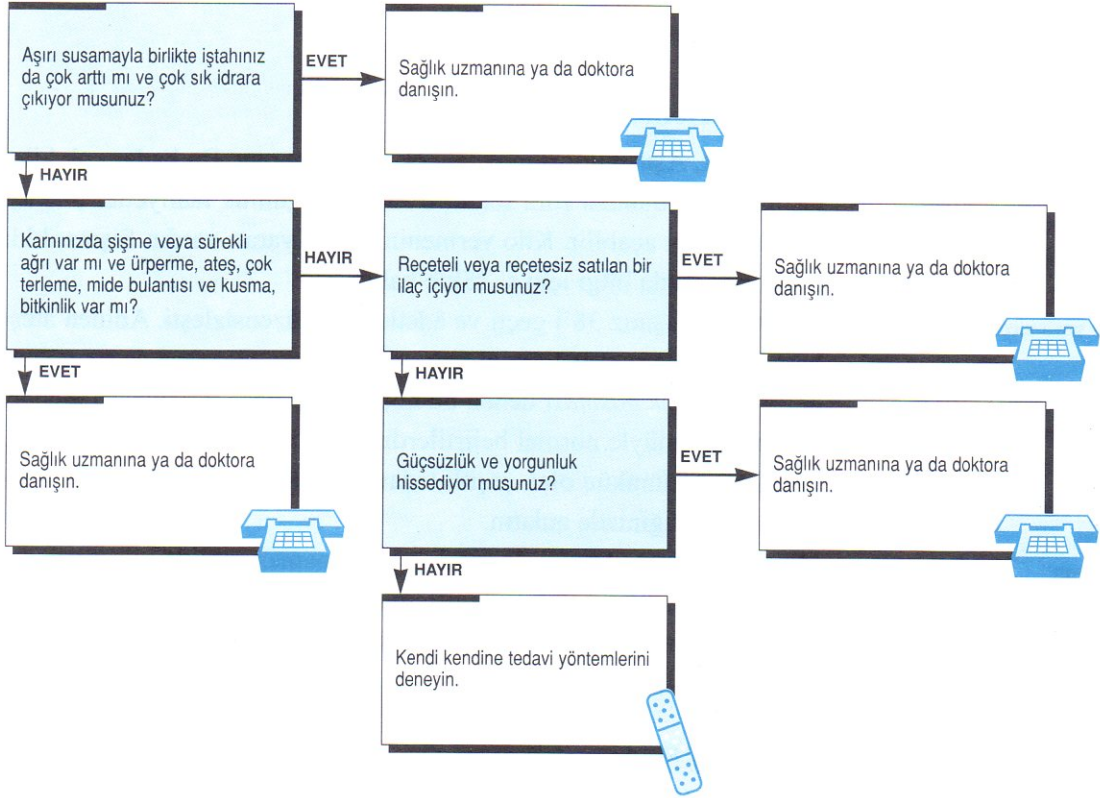 Aşırı susamayla birlikte iştahınız
da çok arttı mı ve çok sık idrara
çıkıyor musunuz?
EVET
Sağlık uzmanına ya da doktora
danışın.
HAYIR
Karnınızda şişme veya sürekli
ağrı var mı ve ürperme, ateş, çok
terleme, mide bulantısı ve kusma,
bitkinlik var mı?
HAYIR
Reçeteli veya reçetesiz satılan bir
ilaç içiyor musunuz?
EVET
Sağlık uzmanına ya da doktora
danışın.
EVET
Sağlık uzmanına ya da doktora
danışın.
HAYIR
Güçsüzlük ve yorgunluk
hissediyor musunuz?
EVET
Sağlık uzmanına ya da doktora
danışın.
HAYIR
Kendi kendine tedavi yöntemlerini
deneyin.